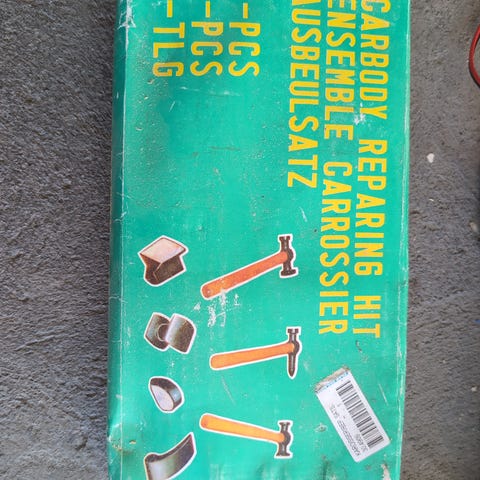 CARBODY REPARING HIT
ENSEMBLE CARROSSIER
AUSBEULSATZ
-PCS
-PCS
-TLG